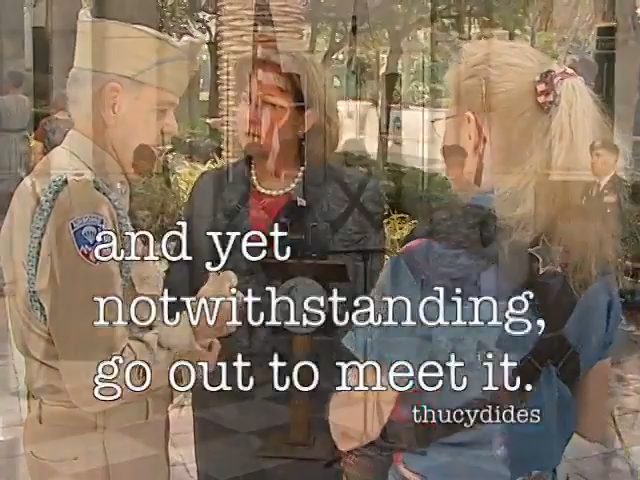 and yet
notwithstanding,
go out to meet it.
thucydides